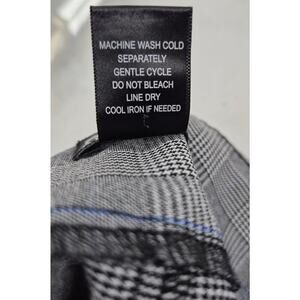 MACHINE WASH COLD
SEPARATELY
GENTLE CYCLE
DO NOT BLEACH
LINE DRY
COOL IRON IF NEEDED